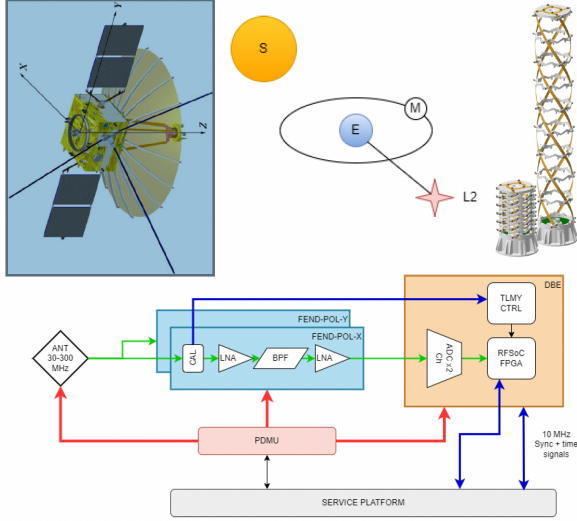 Y
X
Z
S
M
E
L2
DBE
FEND-POL-Y
FEND-POL-X
TLMY
CTRL
ANT
30-300
MHz
CAL
LNA
BPF
LNA
ADC x2
Ch
RFSoC
FPGA
PDMU
10 MHz
Sync + time
signals
SERVICE PLATFORM